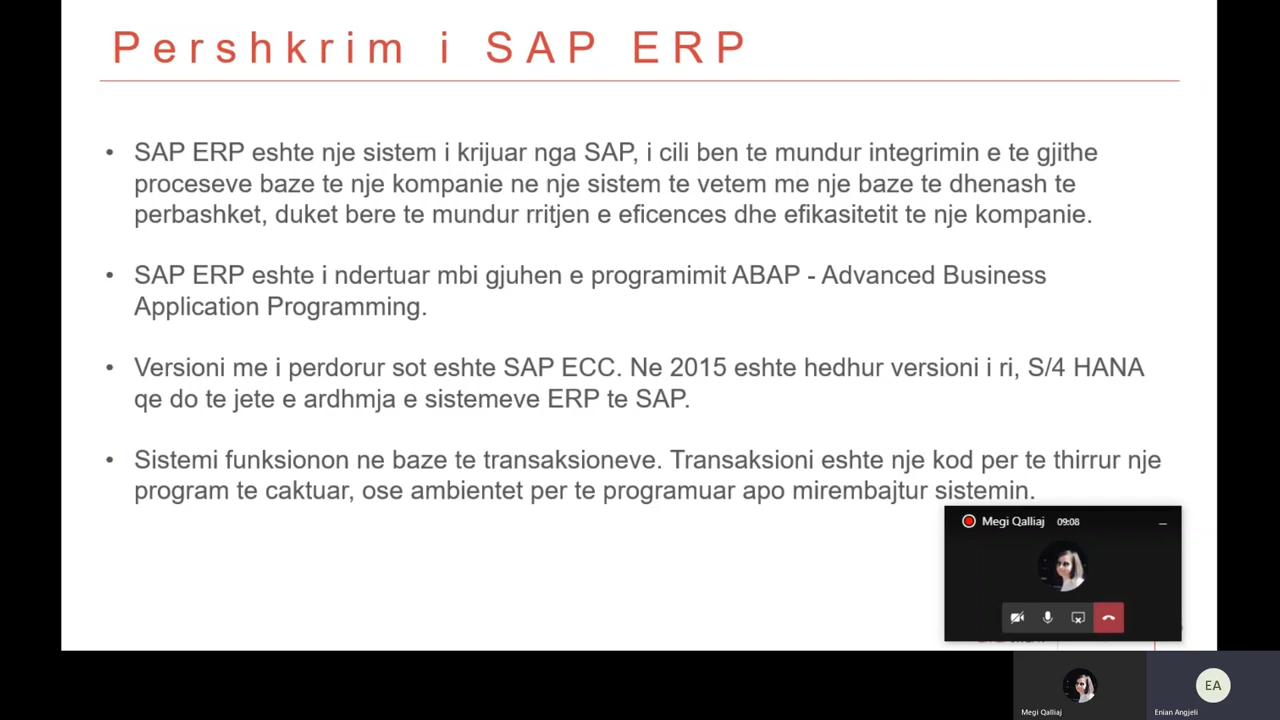 Pershkrim i SAP ERP
• SAP ERP eshte nje sistem i krijuar nga SAP, i cili ben te mundur integrimin e te gjithe
proceseve baze te nje kompanie ne nje sistem te vetem me nje baze te dhenash te
perbashket, duket bere te mundur rritjen e eficences dhe efikasitetit te nje kompanie.
• SAP ERP eshte i ndertuar mbi gjuhen e programimit ABAP - Advanced Business
Application Programming.
• Versioni me i perdorur sot eshte SAP ECC. Ne 2015 eshte hedhur versioni i ri, S/4 HANA
qe do te jete e ardhmja e sistemeve ERP te SAP.
• Sistemi funksionon ne baze te transaksioneve. Transaksioni eshte nje kod per te thirrur nje
program te caktuar, ose ambientet per te programuar apo mirembajtur sistemin.
Megi Qalliaj 09:08
EA
Megi Qalliaj
Enian Angjeli